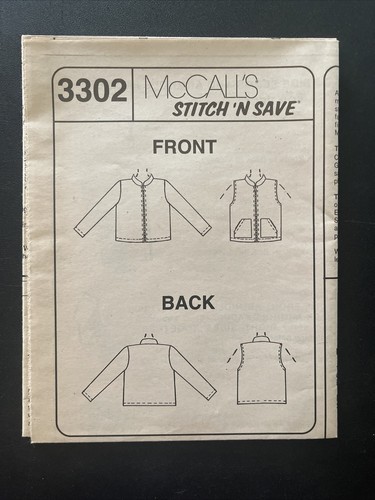 3302
McCALL'S
STITCH 'N SAVE®
FRONT
BACK